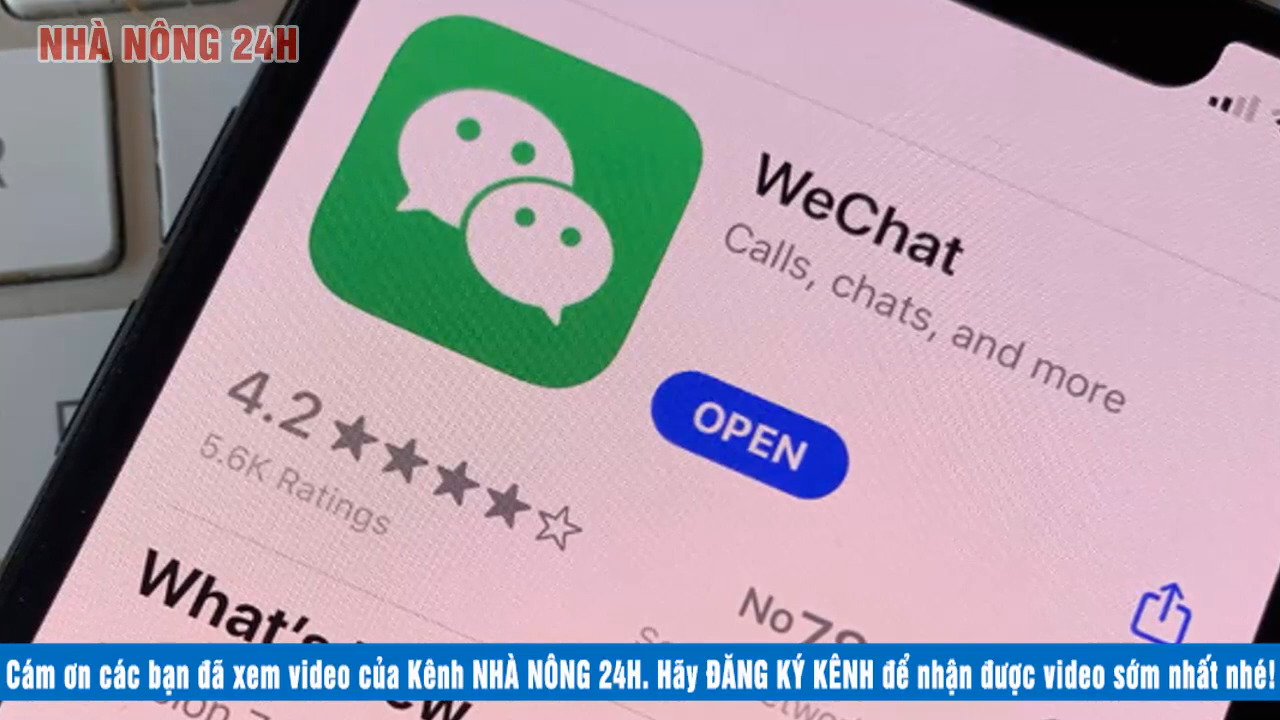 NHÀ NÔNG 24H
WeChat
Calls, chats, and more
OPEN
4.2
5.6K Ratings
What's
Cám ơn các bạn đã xem video của Kênh NHÀ NÔNG 24H. Hãy ĐĂNG KÝ KÊNH để nhận được video sớm nhất nhé!